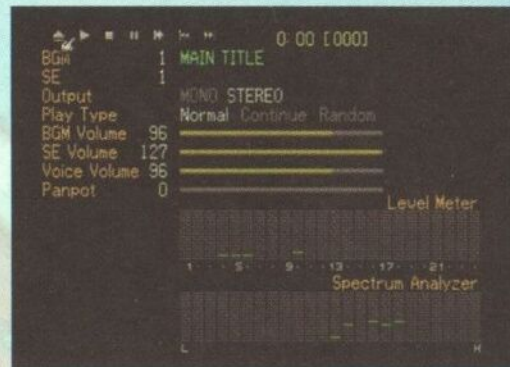 0:00 [000]
BGM 1 MAIN TITLE
SE 1
Output MONO STEREO
Play Type Normal Continue Random
BGM Volume 96
SE Volume 127
Voice Volume 96
Panpot 0
Level Meter
1 5 9 13 17 21
Spectrum Analyzer
L H